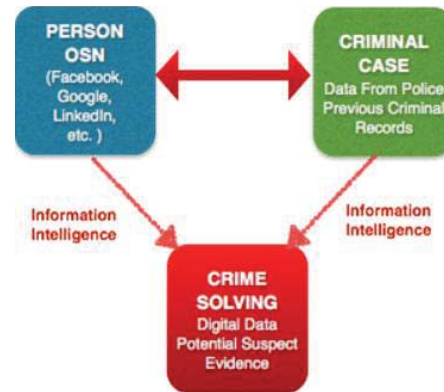 PERSON
OSN
(Facebook,
Google,
LinkedIn,
etc. )
CRIMINAL
CASE
Data From Police
Previous Criminal
Records
Information
Intelligence
Information
Intelligence
CRIME
SOLVING
Digital Data
Potential Suspect
Evidence